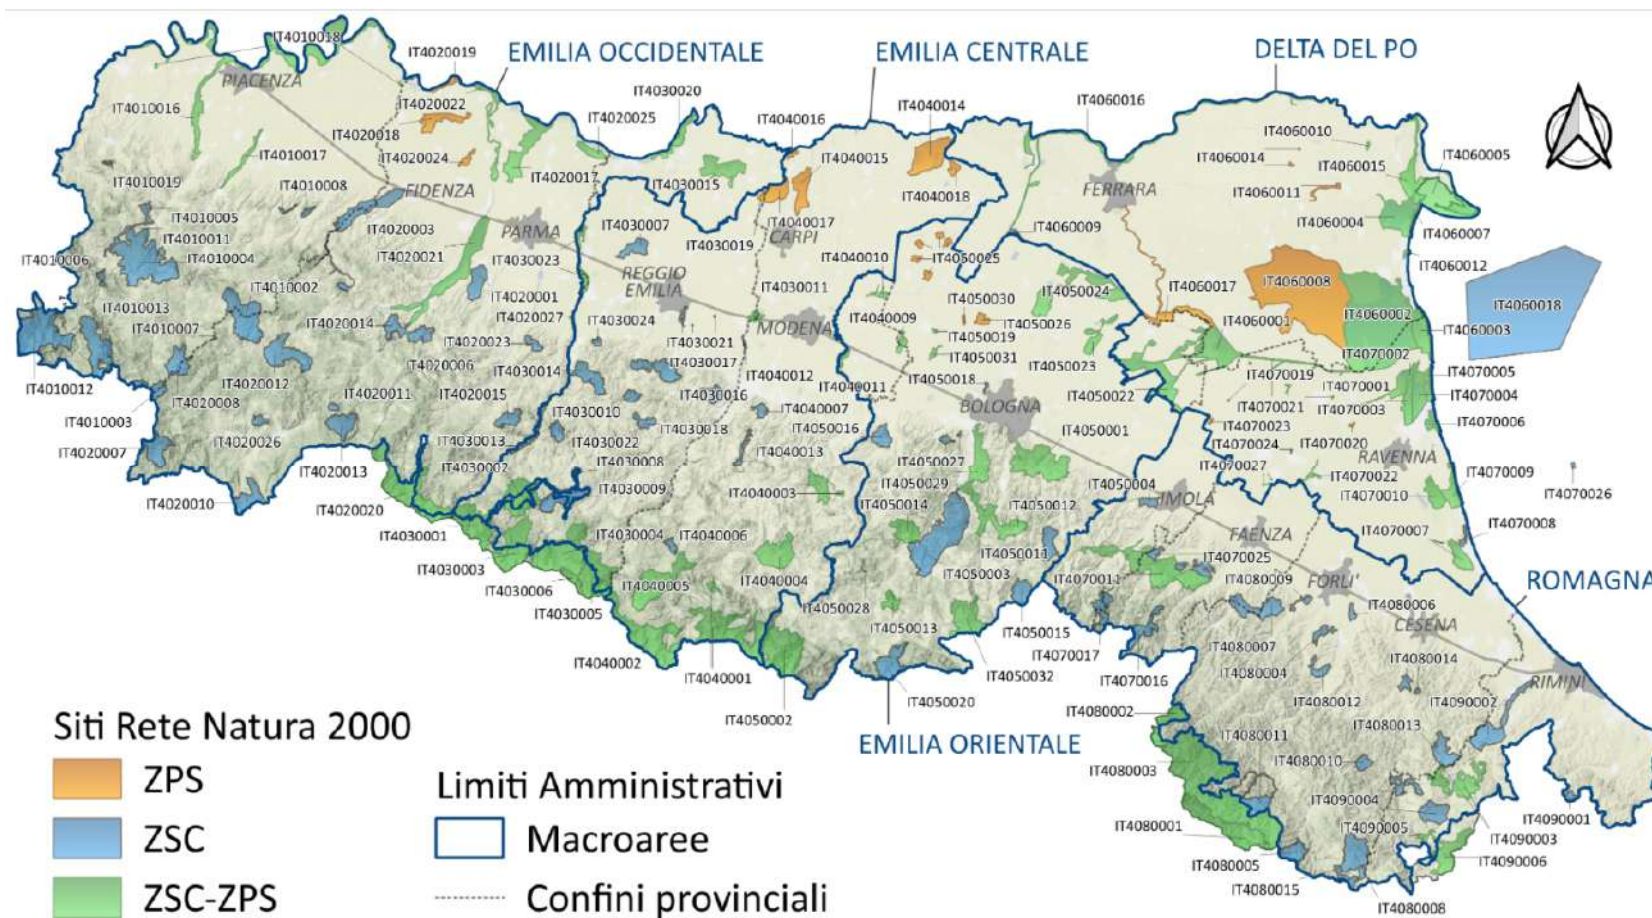 IT4010018
IT4020019
EMILIA OCCIDENTALE
EMILIA CENTRALE
DELTA DEL PO
PIACENZA
IT4010016
IT4020022
IT4030020
IT4040014
IT4060016
IT4020018
IT4020025
IT4040016
IT4060010
IT4010017
IT4020024
IT4040015
IT4060014
IT4060015
IT4060005
IT4010019
IT4010008
FIDENZA
IT4020017
IT4030015
IT4040018
FERRARA
IT4060011
IT4010005
IT4020003
PARMA
IT4030007
IT4040017
IT4060004
IT4010011
IT4030019
CARPI
IT4060009
IT4060007
IT4010006
IT4010004
IT4020021
IT4030023
IT4040010
IT4050025
IT4060012
REGGIO
EMILIA
IT4010002
IT4030011
IT4050024
IT4060017
IT4060008
IT4010013
IT4020001
IT4050030
IT4060018
IT4010007
IT4020014
IT4020027
IT4030024
MODENA
IT4040009
IT4050026
IT4060001
IT4060002
IT4060003
IT4020023
IT4030021
IT4050019
IT4020006
IT4030017
IT4050031
IT4050023
IT4070002
IT4010012
IT4020012
IT4030014
IT4040012
IT4040011
IT4050018
IT4070019
IT4070001
IT4070005
IT4020008
IT4020011
IT4020015
IT4030016
IT4050022
IT4070004
IT4010003
IT4030010
IT4040007
BOLOGNA
IT4070021
IT4070003
IT4020026
IT4030018
IT4050016
IT4050001
IT4070023
IT4070006
IT4020007
IT4030013
IT4030022
IT4040013
IT4070024
IT4070020
IT4020013
IT4030002
IT4030008
IT4050027
IT4070027
RAVENNA
IT4020010
IT4030009
IT4040003
IT4050029
IT4050004
IT4070022
IT4070009
IT4020020
IT4050014
IT4050012
IMOLA
IT4070010
IT4070026
IT4030001
IT4030004
IT4040006
FAENZA
IT4070007
IT4070008
IT4030003
IT4050011
IT4070025
IT4030006
IT4040005
IT4040004
IT4050003
IT4070011
IT4080009
FORLI'
ROMAGNA
IT4030005
IT4050028
IT4080006
IT4050013
IT4050015
CESENA
IT4040002
IT4070017
IT4080007
IT4080014
IT4040001
IT4050032
IT4070016
IT4080004
RIMINI
IT4050020
IT4080012
IT4090002
IT4050002
IT4080002
IT4080013
EMILIA ORIENTALE
IT4080011
IT4080003
IT4080010
IT4090004
IT4080001
IT4090005
IT4090001
IT4090003
IT4080005
IT4090006
IT4080015
IT4080008
Siti Rete Natura 2000
ZPS
ZSC
ZSC-ZPS
Limiti Amministrativi
Macroaree
Confini provinciali